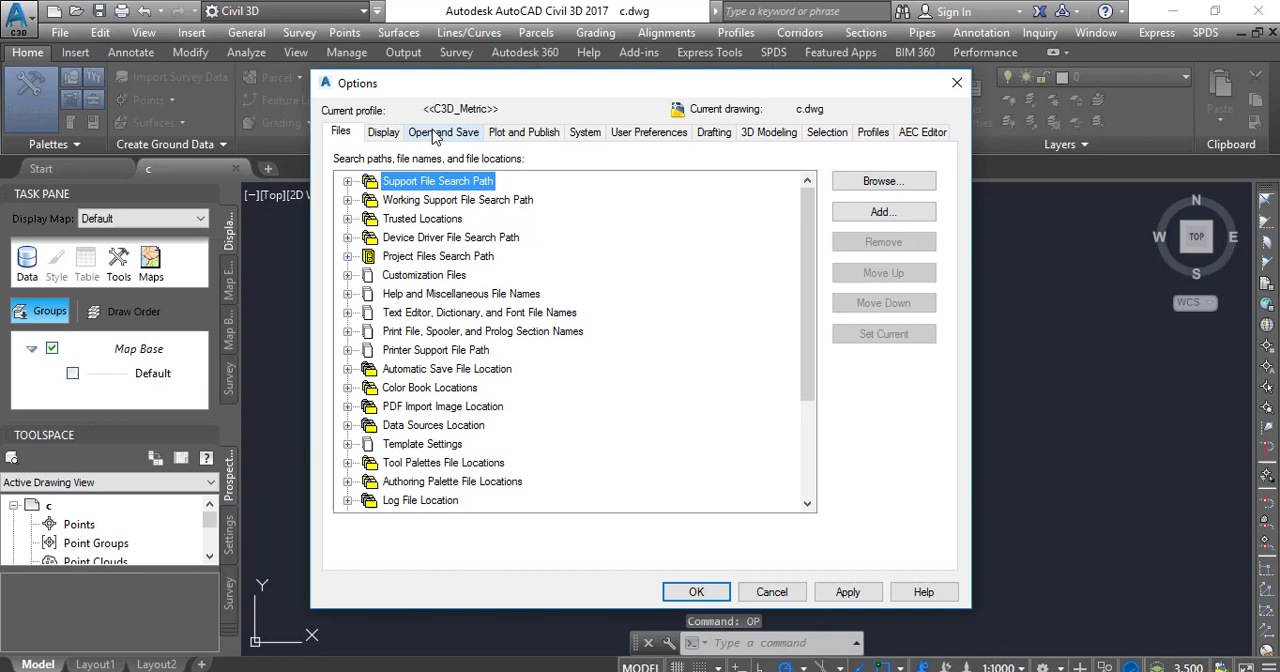 Civil 3D
Autodesk AutoCAD Civil 3D 2017 c.dwg
Type a keyword or phrase
Sign In
C3D
File Edit View Insert General Survey Points Surfaces Lines/Curves Parcels Grading Alignments Profiles Corridors Sections Pipes Annotation Inquiry Window Express SPDS
Home Insert Annotate Modify Analyze View Manage Output Survey Autodesk 360 Help Add-ins Express Tools SPDS Featured Apps BIM 360 Performance
Import Survey Data
Points
Surfaces
Parcel
Feature L
Grading
Palettes
Create Ground Data
0
Layers
Paste
Clipboard
Start
c
TASK PANE
Display Map: Default
Data Style Table Tools Maps
Groups Draw Order
Map Base
Default
Displa...
Map E...
Map B...
Survey
TOOLSPACE
Active Drawing View
c
Points
Point Groups
Point Clouds
Prospect...
Settings
Survey
[−][Top][2D
Options
Current profile: <<C3D_Metric>>
Current drawing: c.dwg
Files Display Open and Save Plot and Publish System User Preferences Drafting 3D Modeling Selection Profiles AEC Editor
Search paths, file names, and file locations:
Support File Search Path
Working Support File Search Path
Trusted Locations
Device Driver File Search Path
Project Files Search Path
Customization Files
Help and Miscellaneous File Names
Text Editor, Dictionary, and Font File Names
Print File, Spooler, and Prolog Section Names
Printer Support File Path
Automatic Save File Location
Color Book Locations
PDF Import Image Location
Data Sources Location
Template Settings
Tool Palettes File Locations
Authoring Palette File Locations
Log File Location
Browse...
Add...
Remove
Move Up
Move Down
Set Current
OK Cancel Apply Help
N
W TOP E
S
WCS
Y
X
Command: OP
Type a command
Model Layout1 Layout2 +
MODEL
1:1000
3.500